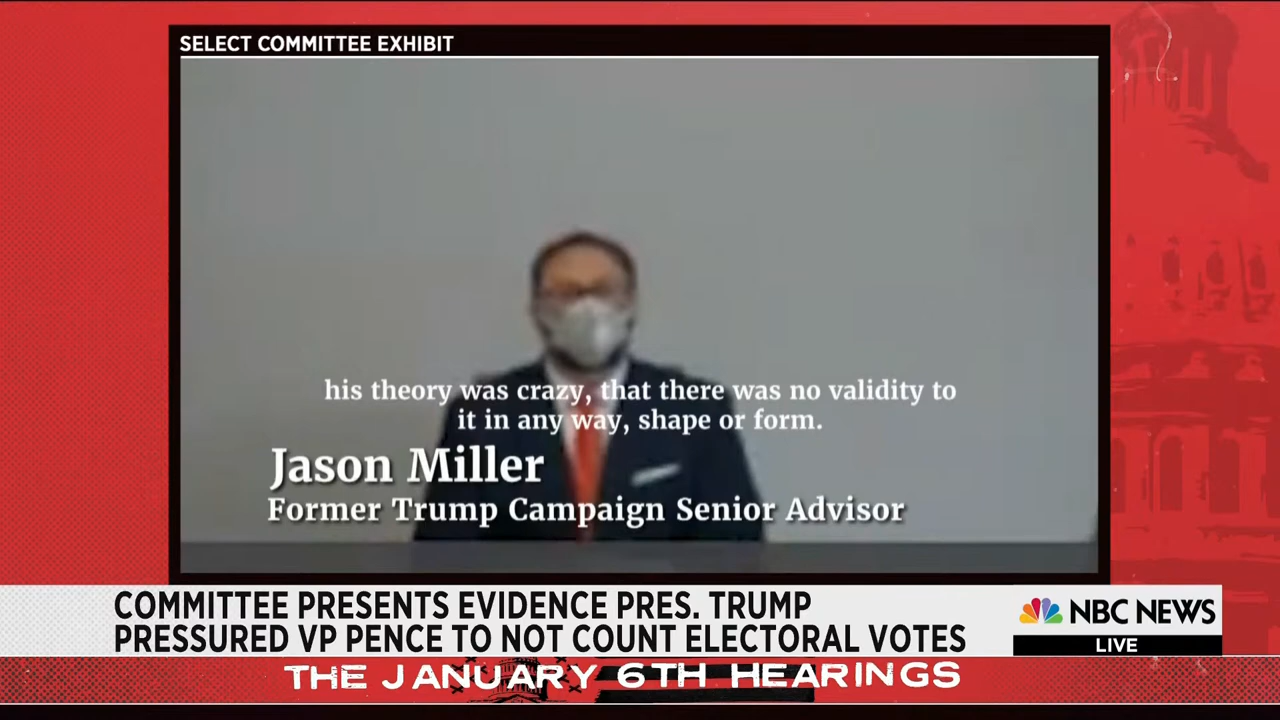 SELECT COMMITTEE EXHIBIT
his theory was crazy, that there was no validity to
it in any way, shape or form.
Jason Miller
Former Trump Campaign Senior Advisor
COMMITTEE PRESENTS EVIDENCE PRES. TRUMP
PRESSURED VP PENCE TO NOT COUNT ELECTORAL VOTES
NBC NEWS
LIVE
THE JANUARY 6TH HEARINGS